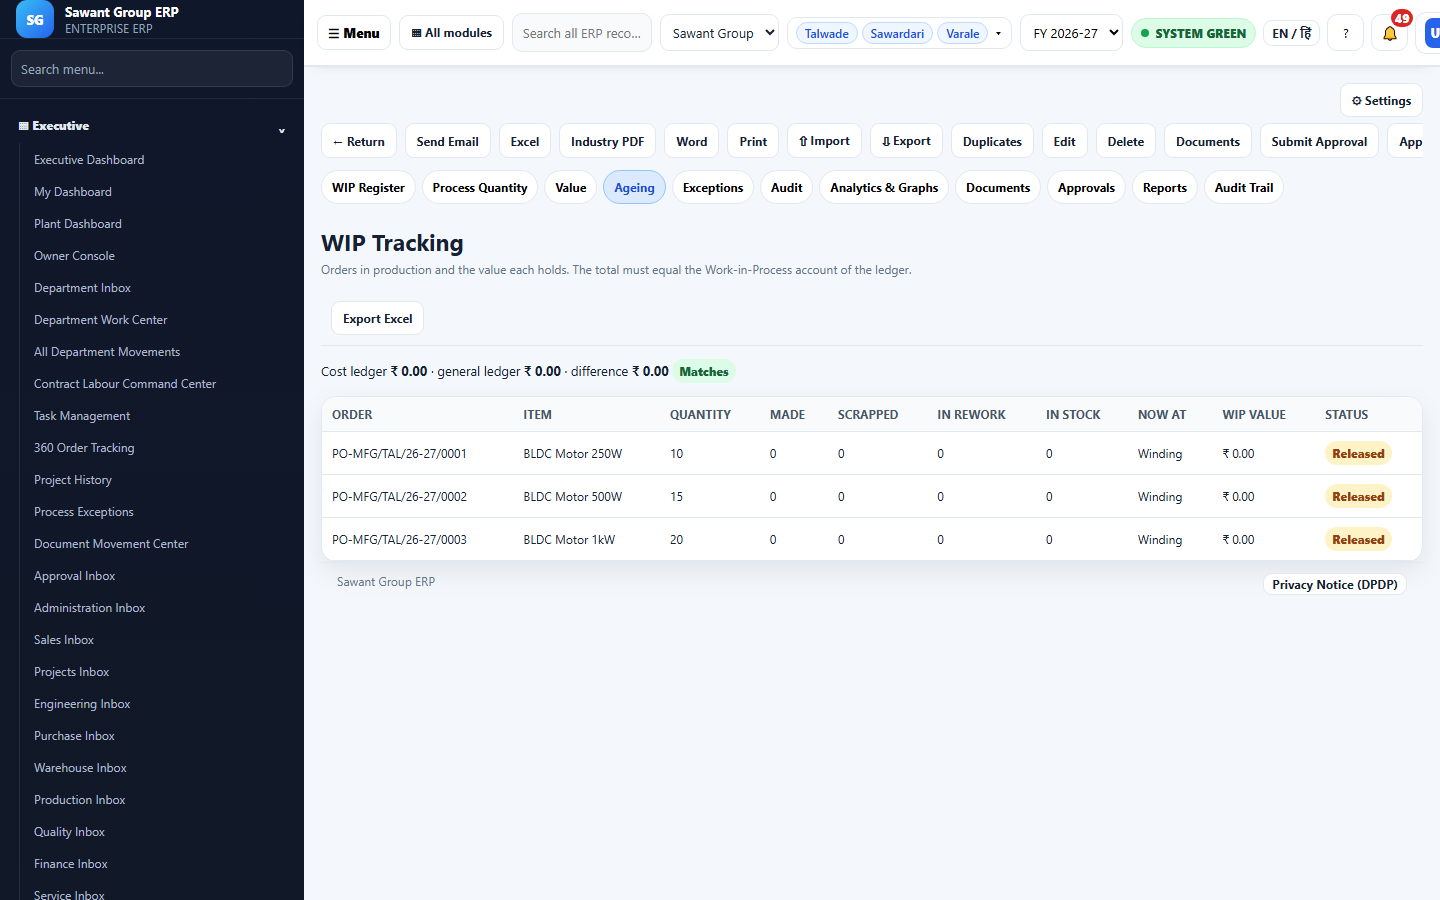 SG
Sawant Group ERP
ENTERPRISE ERP
Search menu...
Executive
Executive Dashboard
My Dashboard
Plant Dashboard
Owner Console
Department Inbox
Department Work Center
All Department Movements
Contract Labour Command Center
Task Management
360 Order Tracking
Project History
Process Exceptions
Document Movement Center
Approval Inbox
Administration Inbox
Sales Inbox
Projects Inbox
Engineering Inbox
Purchase Inbox
Warehouse Inbox
Production Inbox
Quality Inbox
Finance Inbox
Service Inbox
☰ Menu All modules Search all ERP reco... Sawant Group Talwade Sawardari Varale FY 2026-27 SYSTEM GREEN EN / हिं ? 49 U
⚙ Settings
← Return Send Email Excel Industry PDF Word Print ⇧ Import ⇩ Export Duplicates Edit Delete Documents Submit Approval App
WIP Register Process Quantity Value Ageing Exceptions Audit Analytics & Graphs Documents Approvals Reports Audit Trail
WIP Tracking
Orders in production and the value each holds. The total must equal the Work-in-Process account of the ledger.
Export Excel
Cost ledger ₹ 0.00 · general ledger ₹ 0.00 · difference ₹ 0.00 Matches
ORDER ITEM QUANTITY MADE SCRAPPED IN REWORK IN STOCK NOW AT WIP VALUE STATUS
PO-MFG/TAL/26-27/0001 BLDC Motor 250W 10 0 0 0 0 Winding ₹ 0.00 Released
PO-MFG/TAL/26-27/0002 BLDC Motor 500W 15 0 0 0 0 Winding ₹ 0.00 Released
PO-MFG/TAL/26-27/0003 BLDC Motor 1kW 20 0 0 0 0 Winding ₹ 0.00 Released
Sawant Group ERP Privacy Notice (DPDP)